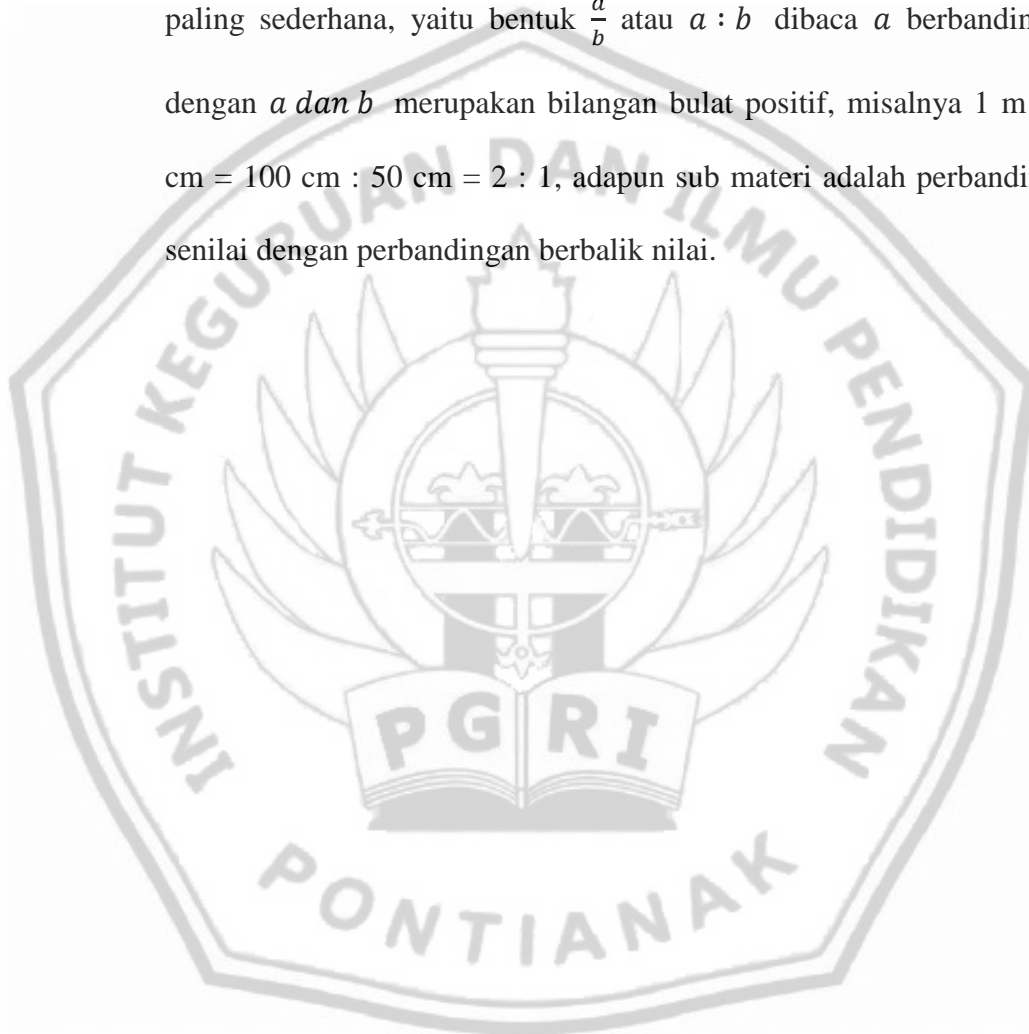 paling sederhana, yaitu bentuk a/b atau a : b dibaca a berbandin
dengan a dan b merupakan bilangan bulat positif, misalnya 1 m
cm = 100 cm : 50 cm = 2 : 1, adapun sub materi adalah perbandi
senilai dengan perbandingan berbalik nilai.
INSTITUT KEGURUAN DAN ILMU PENDIDIKAN
PGRI
PONTIANAK